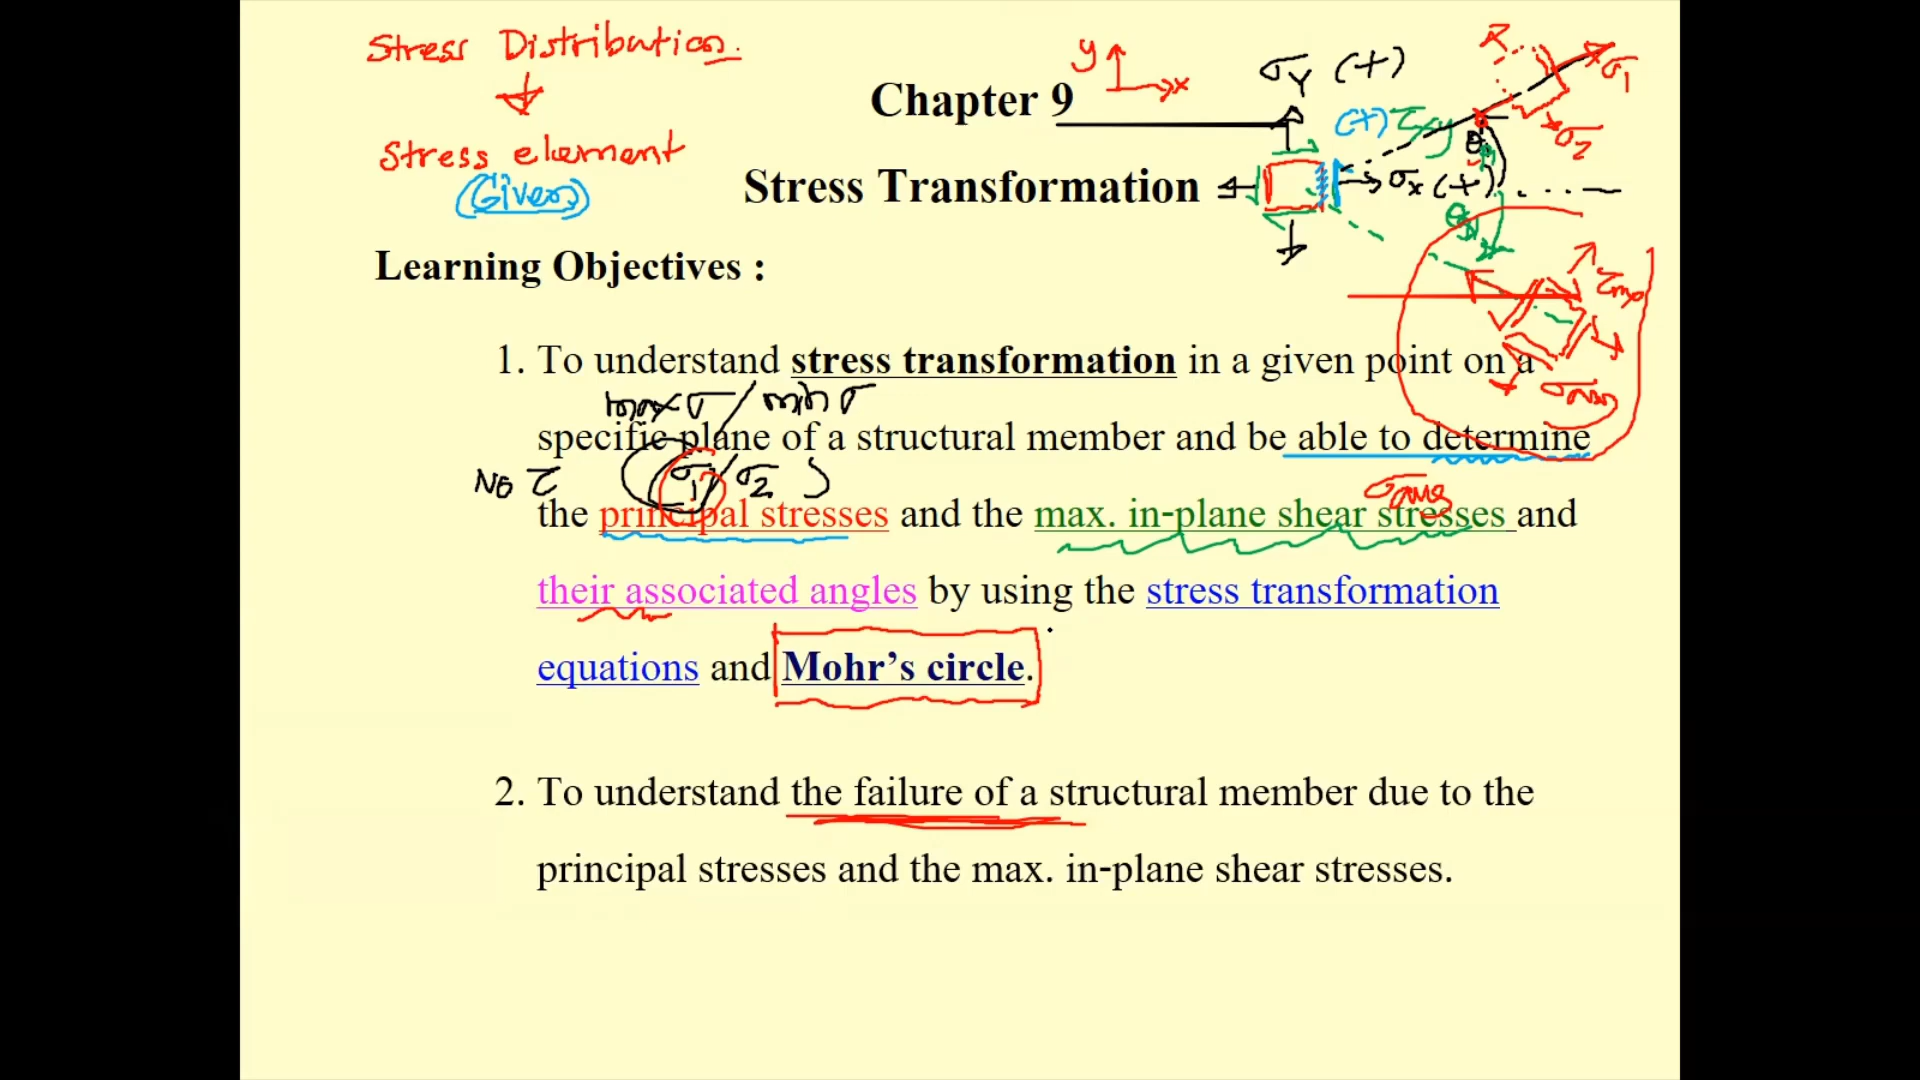 Stress Distribution.
Stress element
(Given)
y
x
Chapter 9
σY (+)
(+) τxy
σx (+)
σ1
σ2
Stress Transformation
Learning Objectives :
1. To understand stress transformation in a given point on a
max σ / min σ
specific plane of a structural member and be able to determine
No τ
(σ1 / σ2)
σavg
the principal stresses and the max. in-plane shear stresses and
their associated angles by using the stress transformation
equations and Mohr’s circle.
2. To understand the failure of a structural member due to the
principal stresses and the max. in-plane shear stresses.